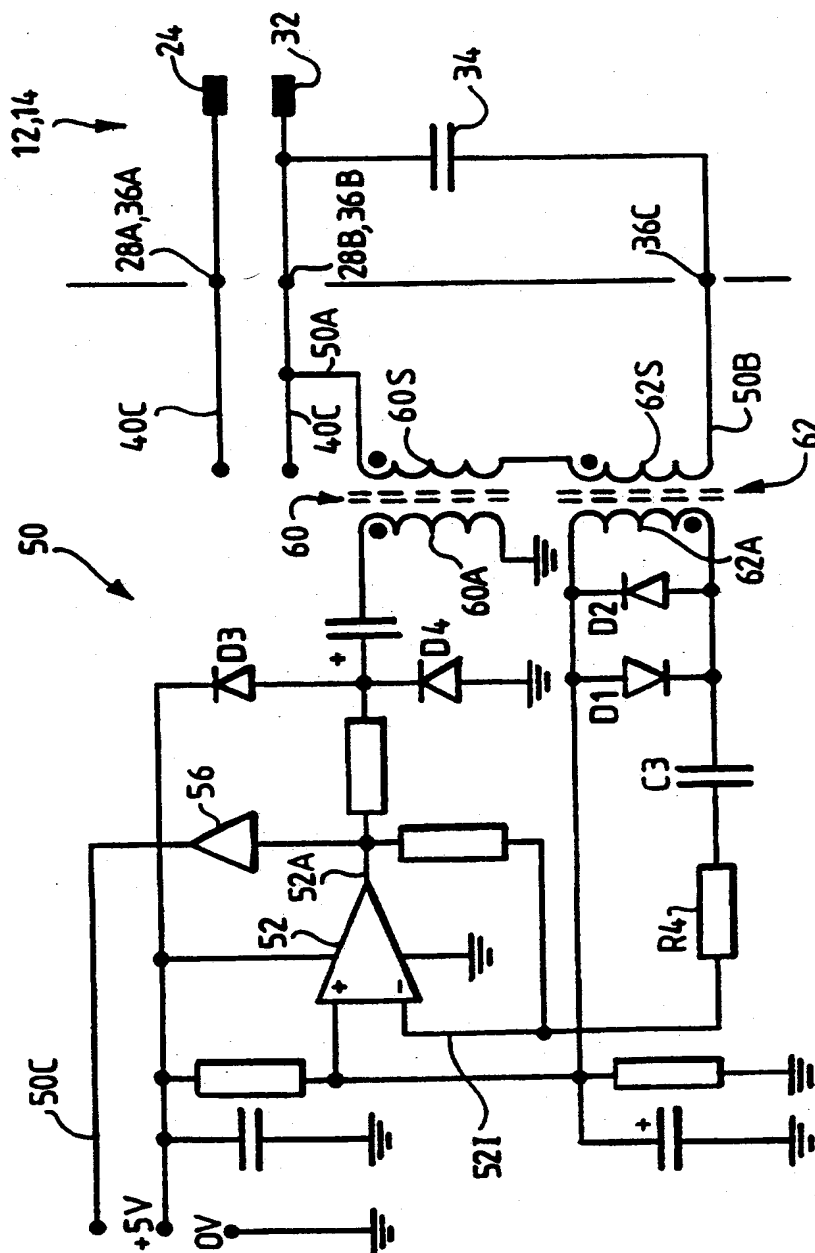 12,14
24
32
34
28A,36A
28B,36B
36C
40C
40C
50A
50B
60S
62S
60
62
60A
62A
50
D3
D4
D2
D1
56
52A
52
+
−
+
C3
R4
50C
+5V
0V
52I
+